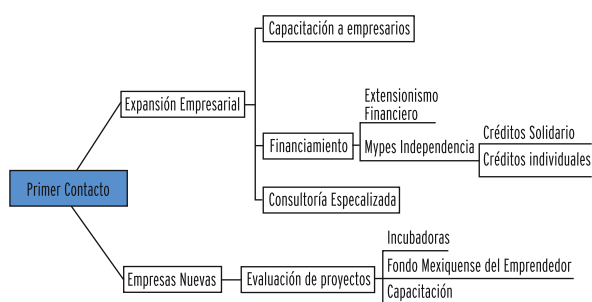 Primer Contacto
Expansión Empresarial
Capacitación a empresarios
Financiamiento
Extensionismo
Financiero
Mypes Independencia
Créditos Solidario
Créditos individuales
Consultoría Especalizada
Empresas Nuevas
Evaluación de proyectos
Incubadoras
Fondo Mexiquense del Emprendedor
Capacitación